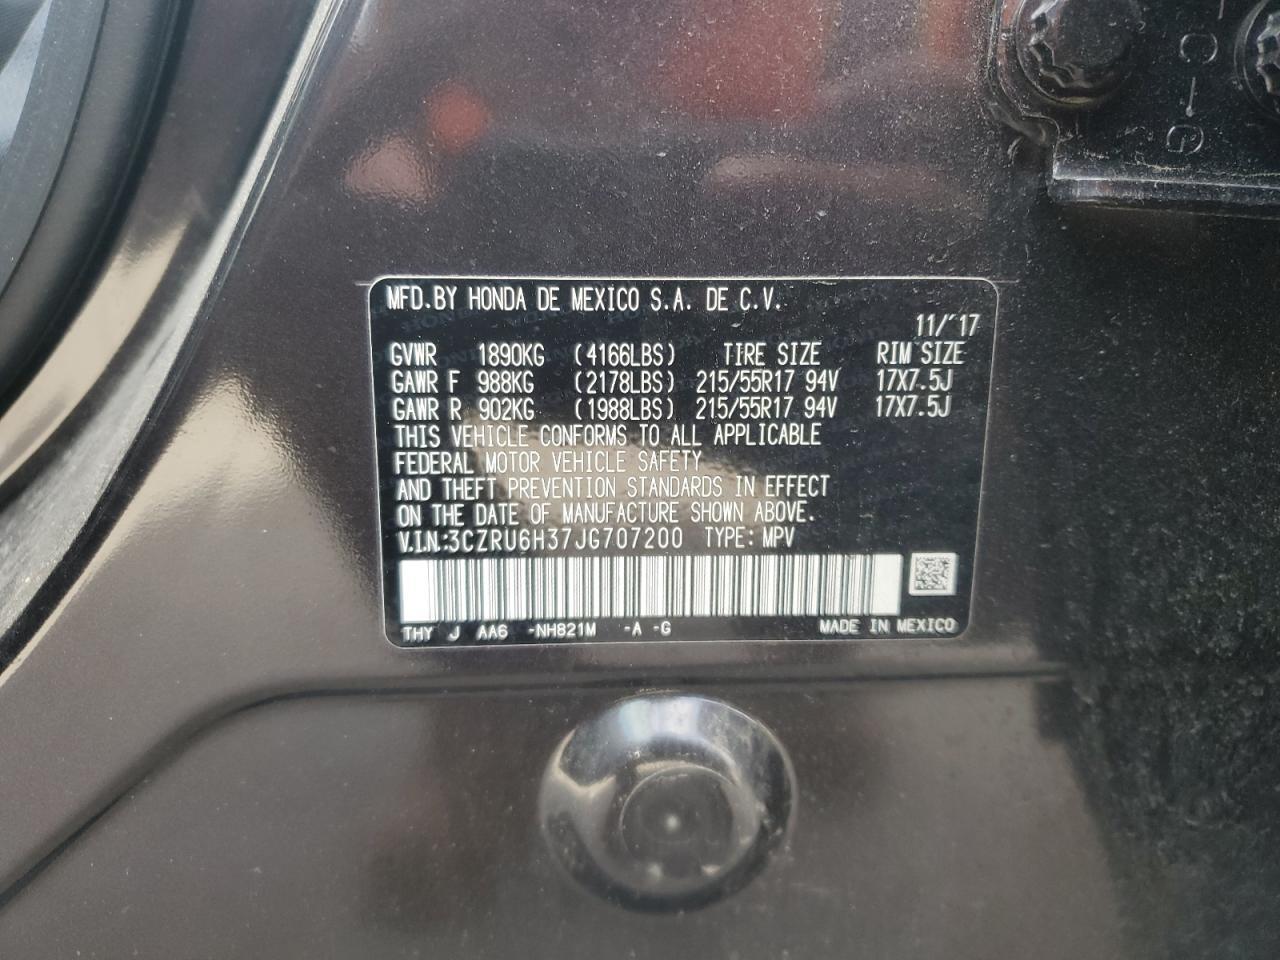 C→G
MFD.BY HONDA DE MEXICO S.A. DE C.V.
11/'17
GVWR 1890KG (4166LBS) TIRE SIZE RIM SIZE
GAWR F 988KG (2178LBS) 215/55R17 94V 17X7.5J
GAWR R 902KG (1988LBS) 215/55R17 94V 17X7.5J
THIS VEHICLE CONFORMS TO ALL APPLICABLE
FEDERAL MOTOR VEHICLE SAFETY
AND THEFT PREVENTION STANDARDS IN EFFECT
ON THE DATE OF MANUFACTURE SHOWN ABOVE.
V.I.N:3CZRU6H37JG707200 TYPE: MPV
THY J AA6 -NH821M -A -G MADE IN MEXICO